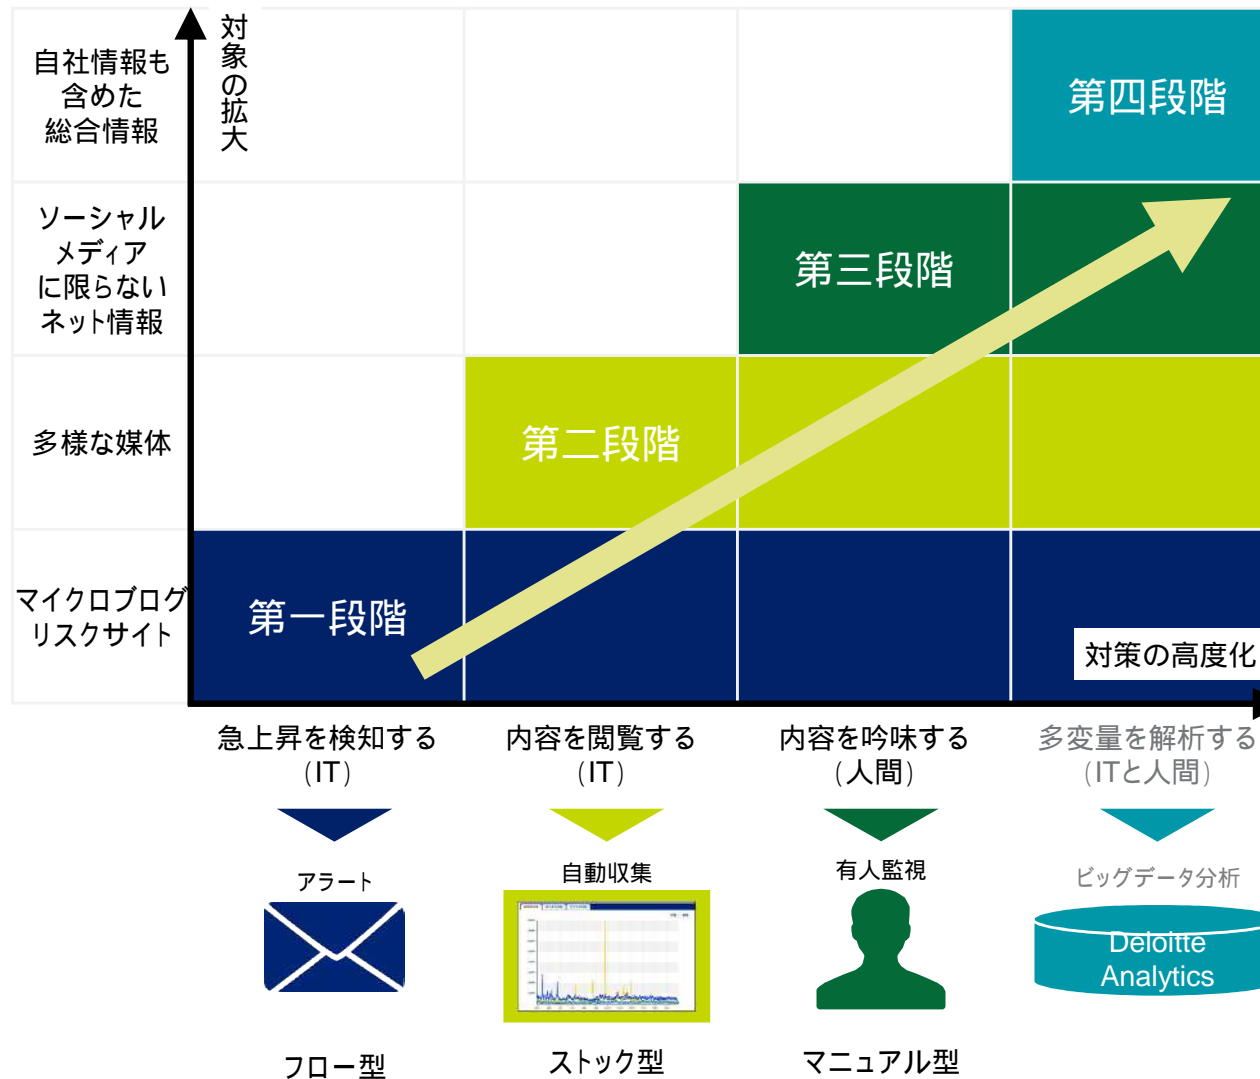 対象の拡大
自社情報も
含めた
総合情報
第四段階
ソーシャル
メディア
に限らない
ネット情報
第三段階
多様な媒体
第二段階
マイクロブログ
リスクサイト
第一段階
対策の高度化
急上昇を検知する
(IT)
内容を閲覧する
(IT)
内容を吟味する
(人間)
多変量を解析する
(ITと人間)
アラート
自動収集
有人監視
ビッグデータ分析
Deloitte
Analytics
フロー型
ストック型
マニュアル型